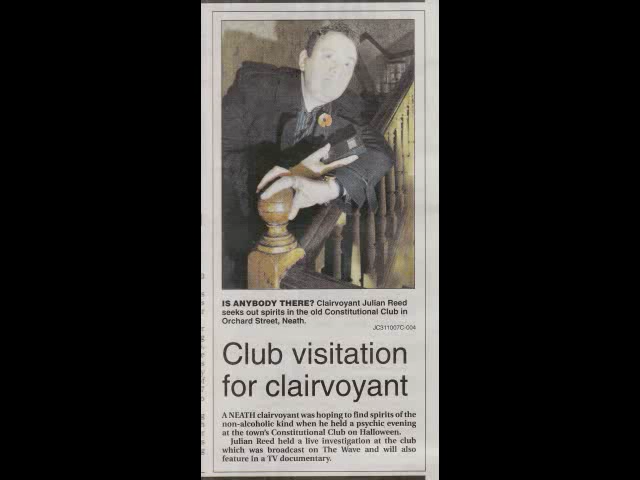 IS ANYBODY THERE? Clairvoyant Julian Reed
seeks out spirits in the old Constitutional Club in
Orchard Street, Neath.
JC311007C-004
Club visitation
for clairvoyant
A NEATH clairvoyant was hoping to find spirits of the
non-alcoholic kind when he held a psychic evening
at the town's Constitutional Club on Halloween.
Julian Reed held a live investigation at the club
which was broadcast on The Wave and will also
feature in a TV documentary.